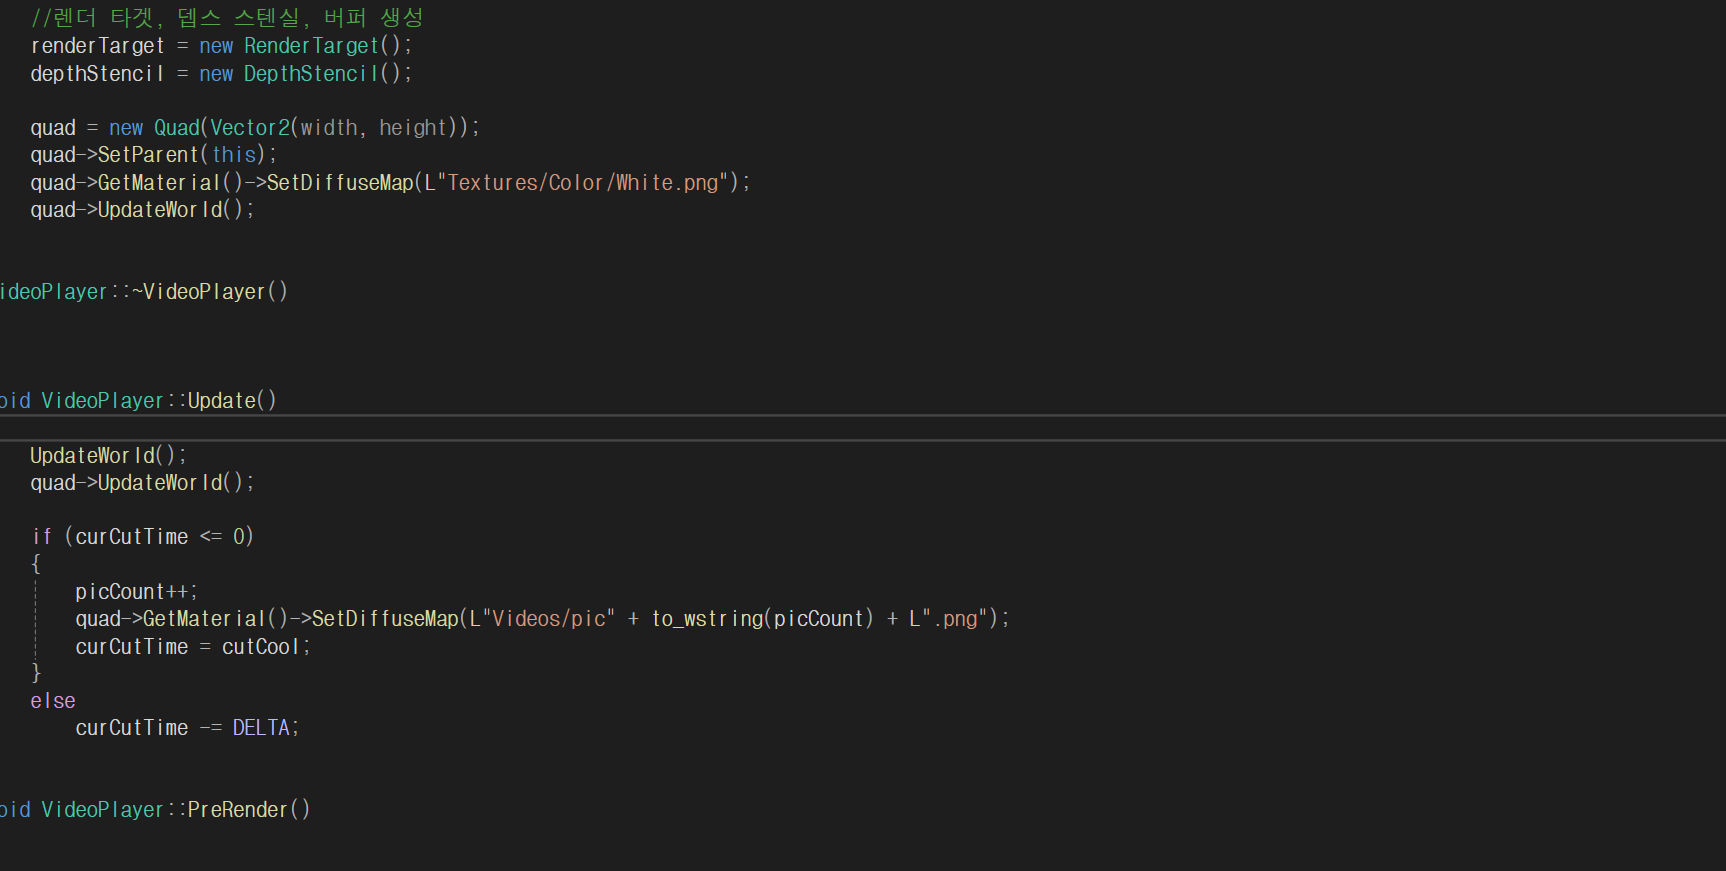 //렌더 타겟, 뎁스 스텐실, 버퍼 생성
renderTarget = new RenderTarget();
depthStencil = new DepthStencil();
quad = new Quad(Vector2(width, height));
quad->SetParent(this);
quad->GetMaterial()->SetDiffuseMap(L"Textures/Color/White.png");
quad->UpdateWorld();
ideoPlayer::~VideoPlayer()
oid VideoPlayer::Update()
UpdateWorld();
quad->UpdateWorld();
if (curCutTime <= 0)
{
picCount++;
quad->GetMaterial()->SetDiffuseMap(L"Videos/pic" + to_wstring(picCount) + L".png");
curCutTime = cutCool;
}
else
curCutTime -= DELTA;
oid VideoPlayer::PreRender()